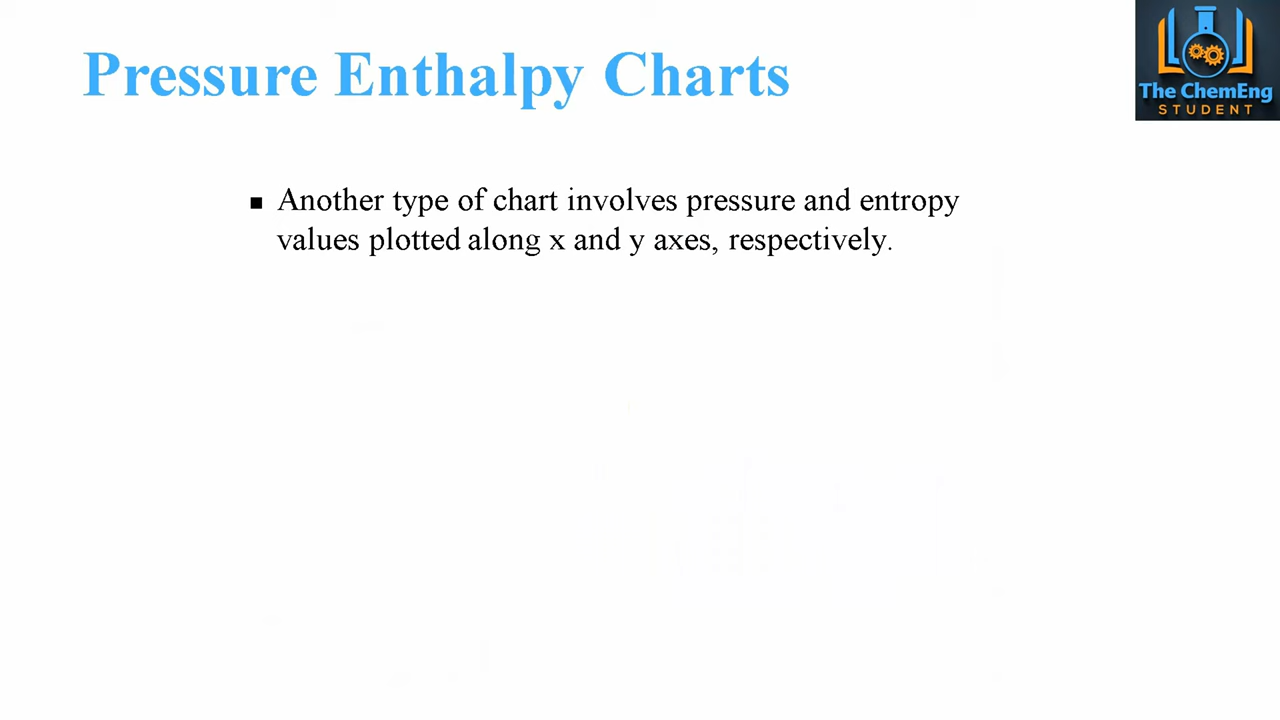 Pressure Enthalpy Charts
The ChemEng
STUDENT
▪ Another type of chart involves pressure and entropy
values plotted along x and y axes, respectively.